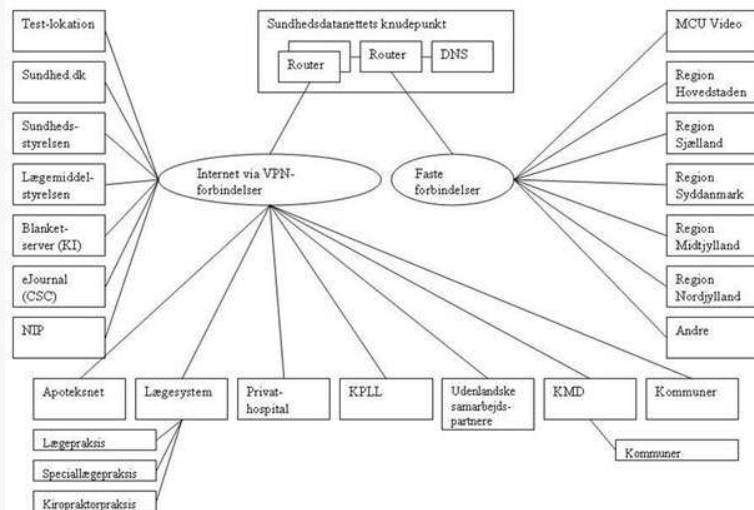 Sundhedsdatanettets knudepunkt
Router
Router
DNS
Test-lokation
Sundhed.dk
Sundheds-
styrelsen
Lægemiddel-
styrelsen
Blanket-
server (KI)
eJournal
(CSC)
NIP
Internet via VPN-
forbindelser
Faste
forbindelser
MCU Video
Region
Hovedstaden
Region
Sjælland
Region
Syddanmark
Region
Midtjylland
Region
Nordjylland
Andre
Apoteksnet
Lægesystem
Privat-
hospital
KPLL
Udenlandske
samarbejds-
partnere
KMD
Kommuner
Lægepraksis
Speciallægepraksis
Kiropraktorpraksis
Kommuner